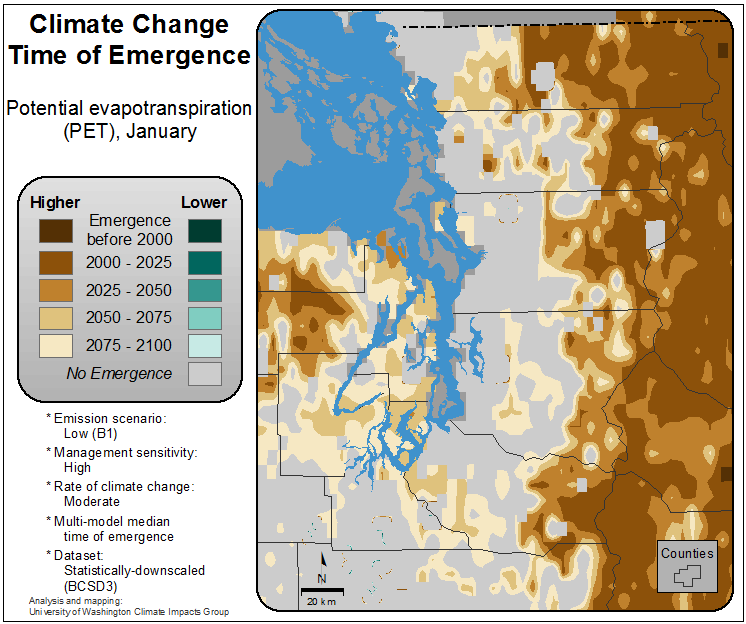 Climate Change
Time of Emergence
Potential evapotranspiration
(PET), January
Higher
Lower
Emergence
before 2000
2000 - 2025
2025 - 2050
2050 - 2075
2075 - 2100
No Emergence
* Emission scenario:
Low (B1)
* Management sensitivity:
High
* Rate of climate change:
Moderate
* Multi-model median
time of emergence
* Dataset:
Statistically-downscaled
(BCSD3)
Analysis and mapping:
University of Washington Climate Impacts Group
N
20 km
Counties